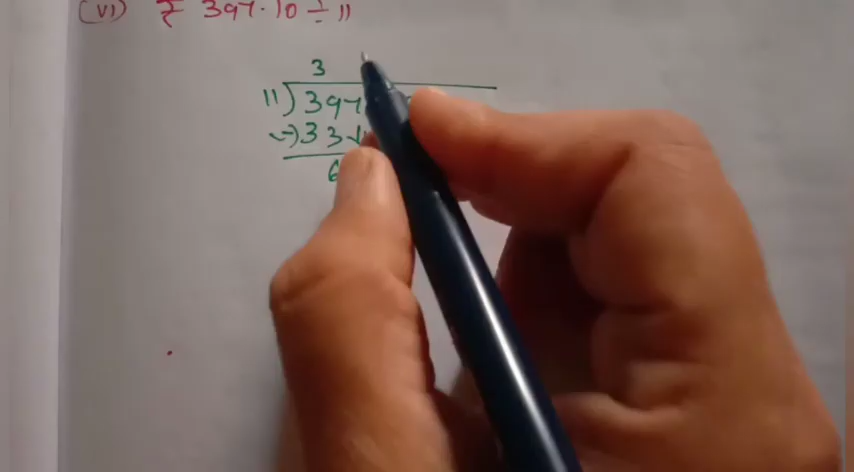 (vi) ₹ 397.10 ÷ 11
3
11) 397
(-) 33↓
6